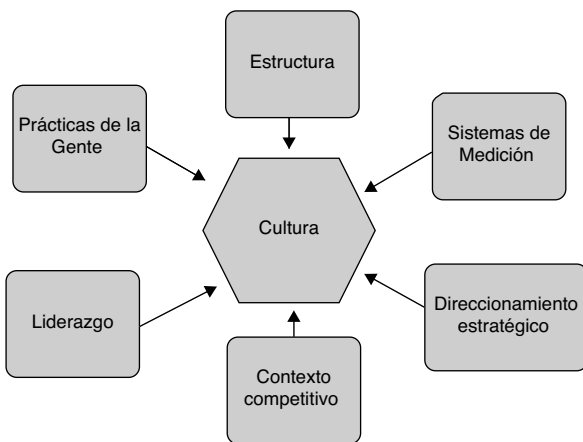 Estructura
Prácticas de la
Gente
Sistemas de
Medición
Cultura
Liderazgo
Direccionamiento
estratégico
Contexto
competitivo